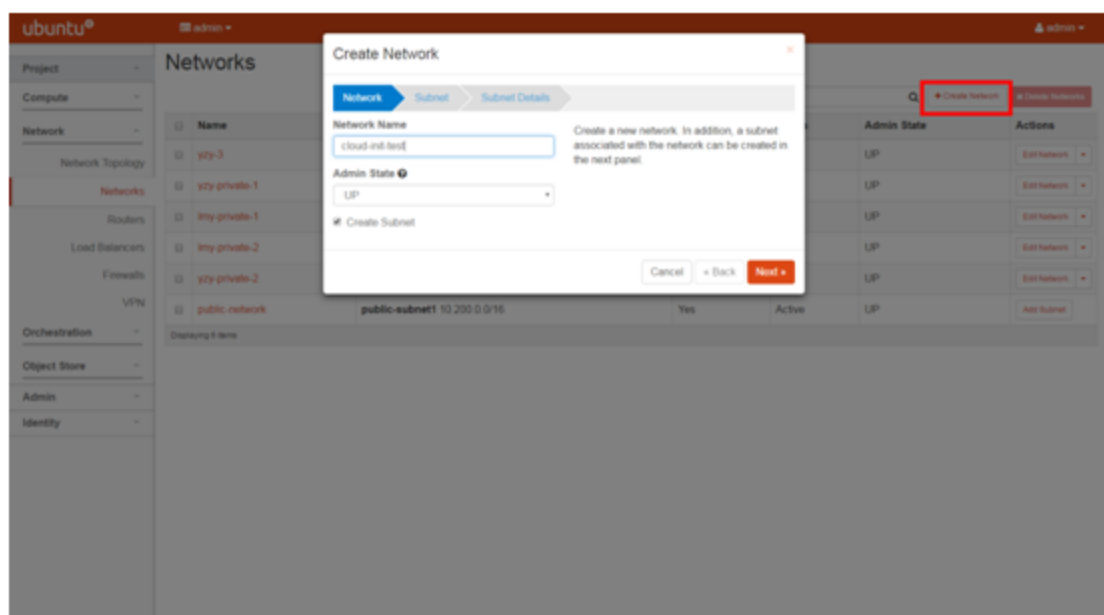 ubuntu
admin
admin
Project
Compute
Network
Network Topology
Networks
Routers
Load Balancers
Firewalls
VPN
Orchestration
Object Store
Admin
Identity
Networks
+ Create Network
× Delete Networks
Name
Admin State
Actions
yzy-3
UP
Edit Network
yzy-private-1
UP
Edit Network
lmy-private-1
UP
Edit Network
lmy-private-2
UP
Edit Network
yzy-private-2
UP
Edit Network
public-network
public-subnet1 10.200.0.0/16
Yes
Active
UP
Add Subnet
Displaying 6 items
Create Network
×
Network
Subnet
Subnet Details
Network Name
cloud-init-test
Admin State
UP
Create Subnet
Create a new network. In addition, a subnet
associated with the network can be created in
the next panel.
Cancel
« Back
Next »